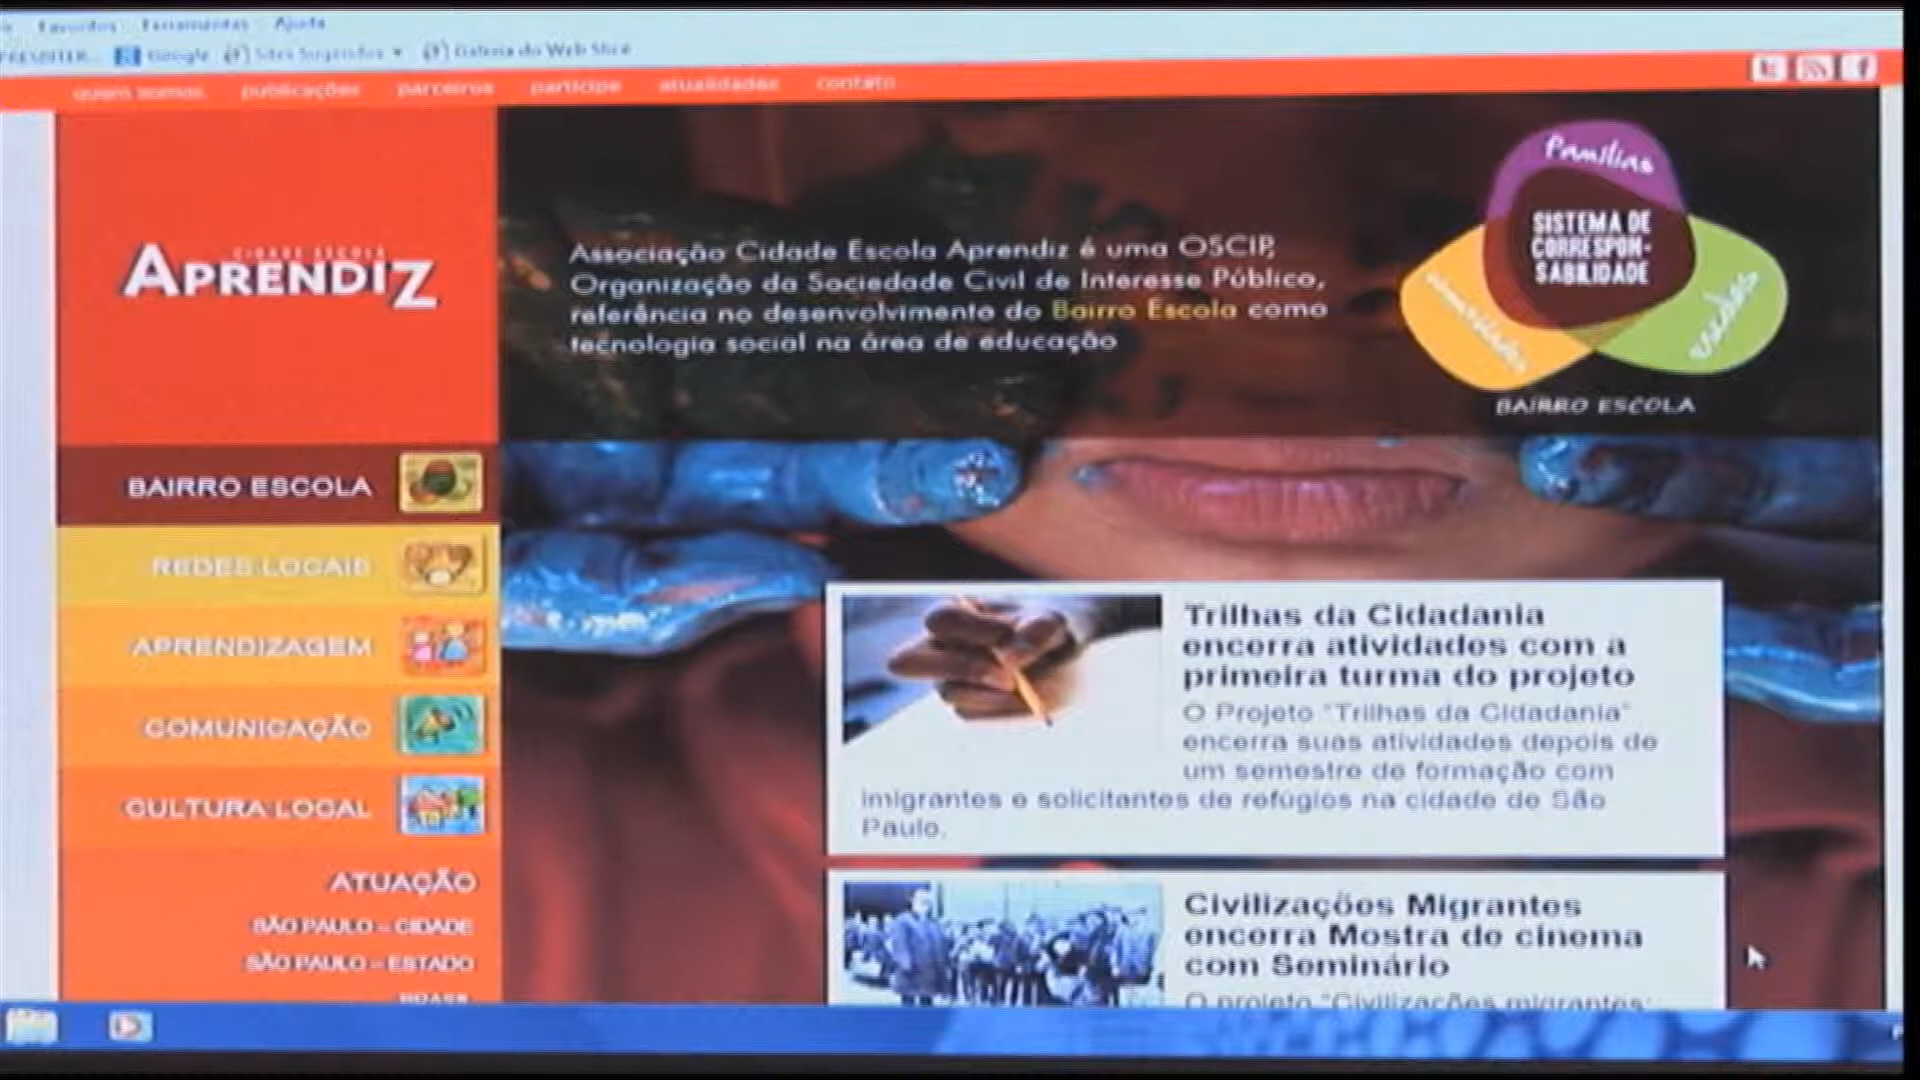 Favoritos Ferramentas Ajuda
Google Sites Sugeridos Galeria do Web Slice
quem somos publicações parceiros participe atualidades contato
CIDADE ESCOLA
APRENDIZ
Associação Cidade Escola Aprendiz é uma OSCIP,
Organização da Sociedade Civil de Interesse Público,
referência no desenvolvimento do Bairro Escola como
tecnologia social na área de educação
Famílias
SISTEMA DE
CORRESPON-
SABILIDADE
BAIRRO ESCOLA
BAIRRO ESCOLA
REDES LOCAIS
APRENDIZAGEM
COMUNICAÇÃO
CULTURA LOCAL
ATUAÇÃO
SÃO PAULO – CIDADE
SÃO PAULO – ESTADO
BRASIL
Trilhas da Cidadania
encerra atividades com a
primeira turma do projeto
O Projeto "Trilhas da Cidadania"
encerra suas atividades depois de
um semestre de formação com
imigrantes e solicitantes de refúgios na cidade de São
Paulo.
Civilizações Migrantes
encerra Mostra de cinema
com Seminário
O projeto "Civilizações migrantes: